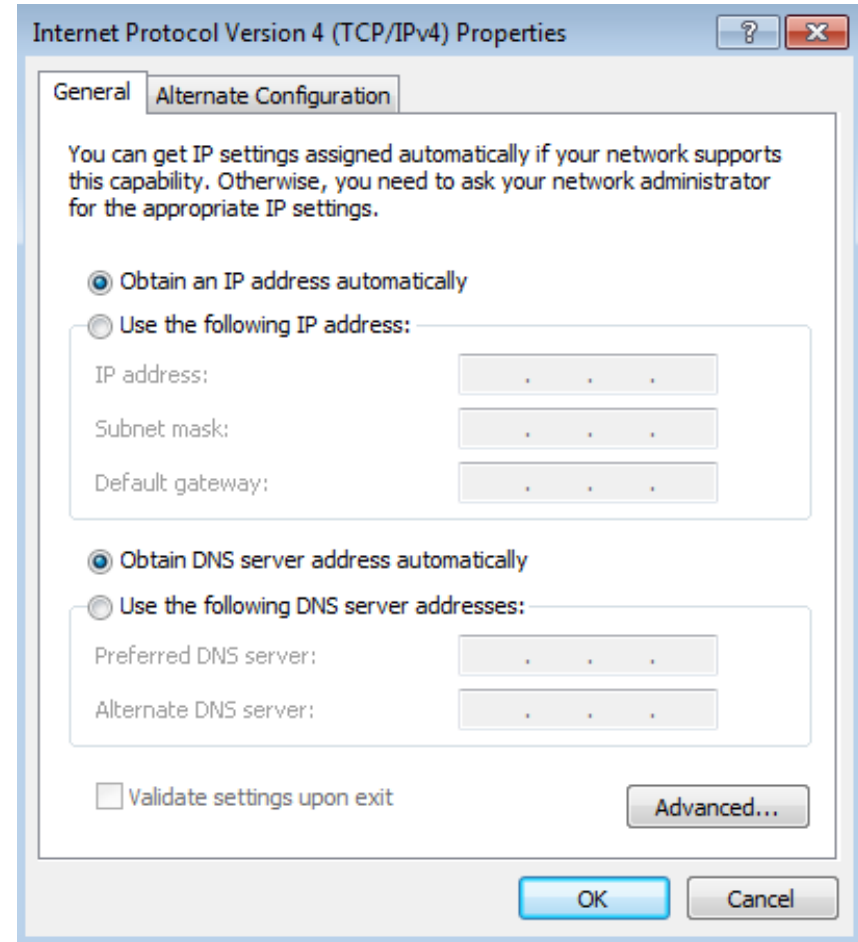 Internet Protocol Version 4 (TCP/IPv4) Properties
General
Alternate Configuration
You can get IP settings assigned automatically if your network supports
this capability. Otherwise, you need to ask your network administrator
for the appropriate IP settings.
Obtain an IP address automatically
Use the following IP address:
IP address:
Subnet mask:
Default gateway:
Obtain DNS server address automatically
Use the following DNS server addresses:
Preferred DNS server:
Alternate DNS server:
Validate settings upon exit
Advanced...
OK
Cancel